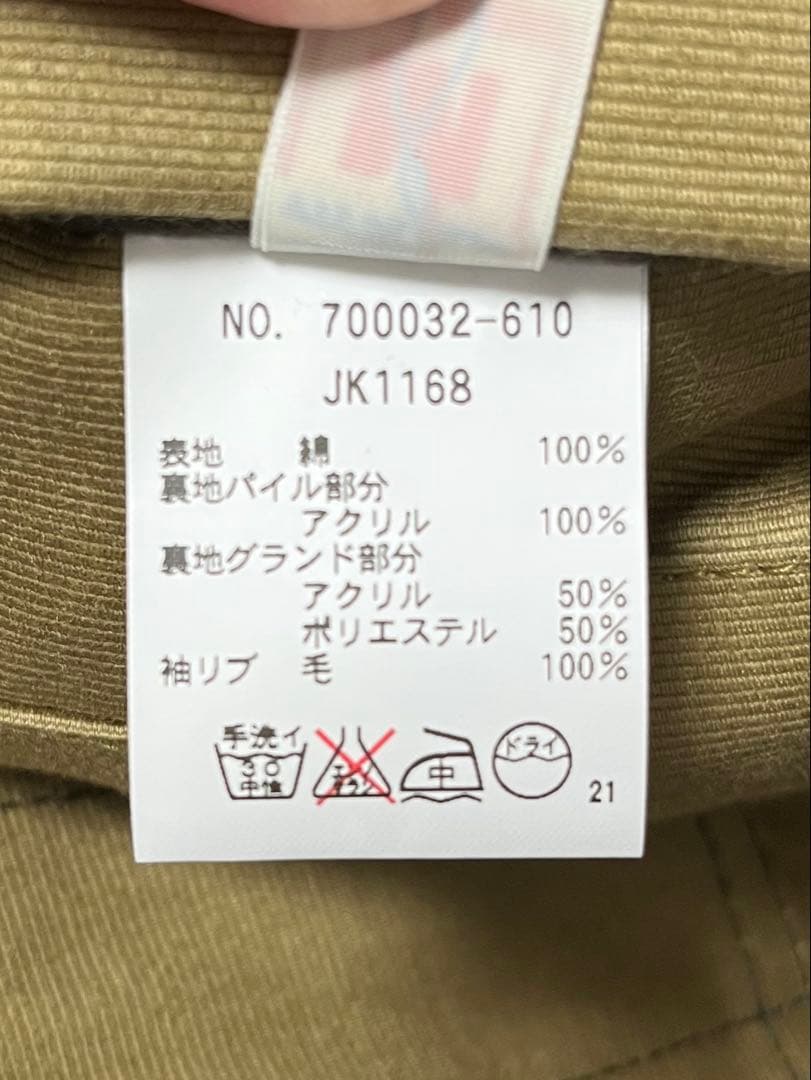 NO. 700032-610
JK1168
表地 綿 100%
裏地パイル部分
アクリル 100%
裏地グランド部分
アクリル 50%
ポリエステル 50%
袖リブ 毛 100%
手洗イ
30
中性
エンソ
サラシ
中
ドライ
21